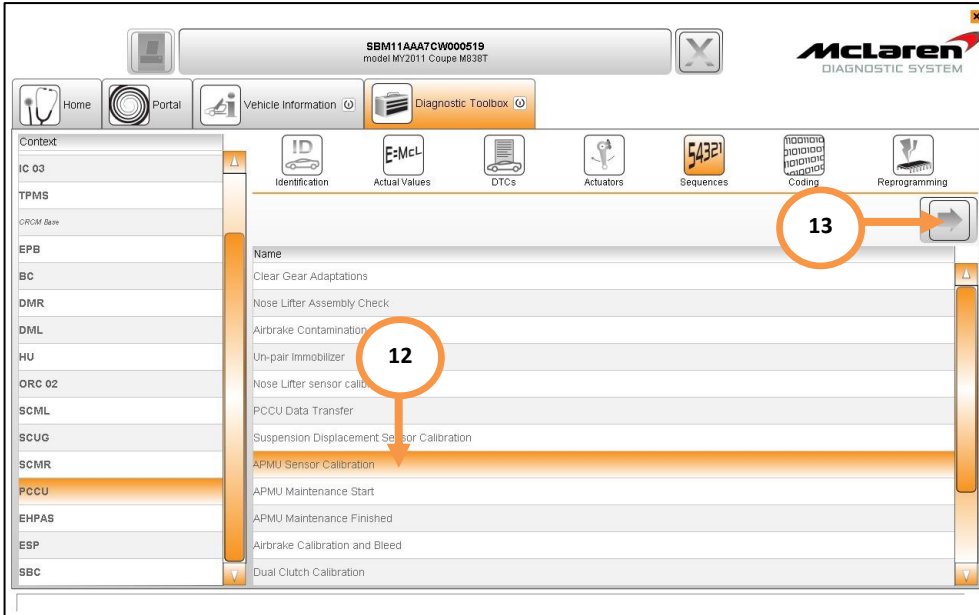 SBM11AAA7CW000519
model MY2011 Coupe M838T
McLaren
DIAGNOSTIC SYSTEM
Home
Portal
Vehicle Information
Diagnostic Toolbox
Context
IC 03
TPMS
CRCM Base
EPB
BC
DMR
DML
HU
ORC 02
SCML
SCUG
SCMR
PCCU
EHPAS
ESP
SBC
ID
Identification
E=McL
Actual Values
DTCs
Actuators
54321
Sequences
Coding
Reprogramming
13
Name
Clear Gear Adaptations
Nose Lifter Assembly Check
Airbrake Contamination
Un-pair Immobilizer
12
Nose Lifter sensor
PCCU Data Transfer
Suspension Displacement Sensor Calibration
APMU Sensor Calibration
APMU Maintenance Start
APMU Maintenance Finished
Airbrake Calibration and Bleed
Dual Clutch Calibration